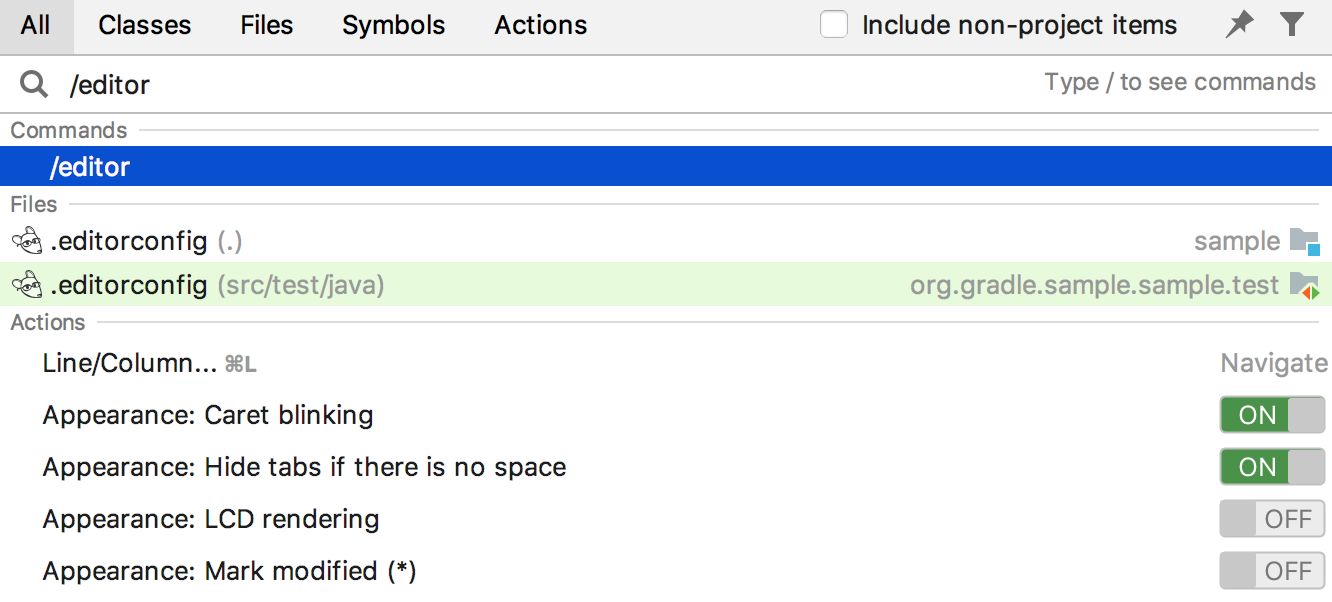 All Classes Files Symbols Actions Include non-project items
/editor Type / to see commands
Commands
/editor
Files
.editorconfig (.) sample
.editorconfig (src/test/java) org.gradle.sample.sample.test
Actions
Line/Column... ⌘L Navigate
Appearance: Caret blinking ON
Appearance: Hide tabs if there is no space ON
Appearance: LCD rendering OFF
Appearance: Mark modified (*) OFF